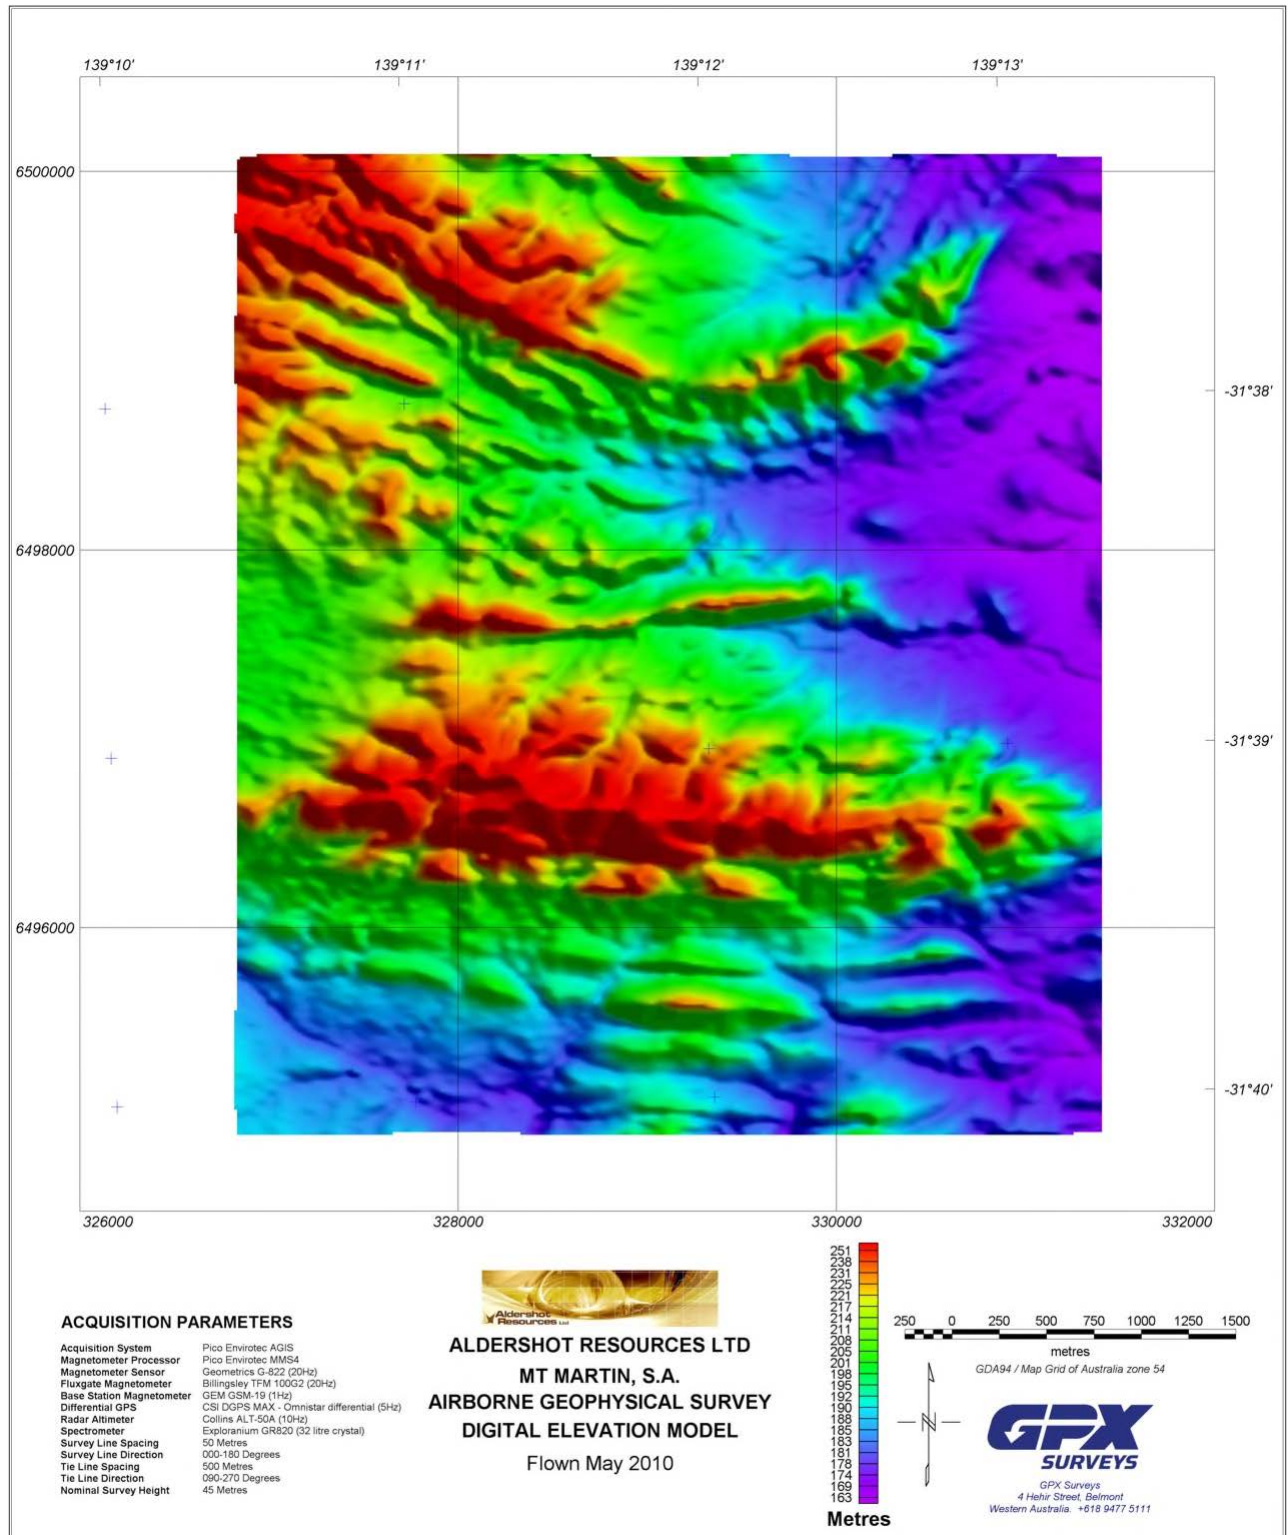 139°10' 139°11' 139°12' 139°13'
6500000
-31°38'
6498000
-31°39'
6496000
-31°40'
326000 328000 330000 332000
251
238
231
225
221
217
214
211
208
205
201
198
195
192
190
188
185
183
181
178
174
169
163
Metres
250 0 250 500 750 1000 1250 1500
metres
GDA94 / Map Grid of Australia zone 54
N
Aldershot
Resources Ltd
ALDERSHOT RESOURCES LTD
MT MARTIN, S.A.
AIRBORNE GEOPHYSICAL SURVEY
DIGITAL ELEVATION MODEL
Flown May 2010
ACQUISITION PARAMETERS
Acquisition System Pico Envirotec AGIS
Magnetometer Processor Pico Envirotec MMS4
Magnetometer Sensor Geometrics G-822 (20Hz)
Fluxgate Magnetometer Billingsley TFM 100G2 (20Hz)
Base Station Magnetometer GEM GSM-19 (1Hz)
Differential GPS CSI DGPS MAX - Omnistar differential (5Hz)
Radar Altimeter Collins ALT-50A (10Hz)
Spectrometer Exploranium GR820 (32 litre crystal)
Survey Line Spacing 50 Metres
Survey Line Direction 000-180 Degrees
Tie Line Spacing 500 Metres
Tie Line Direction 090-270 Degrees
Nominal Survey Height 45 Metres
GPX
SURVEYS
GPX Surveys
4 Hehir Street, Belmont
Western Australia. +618 9477 5111